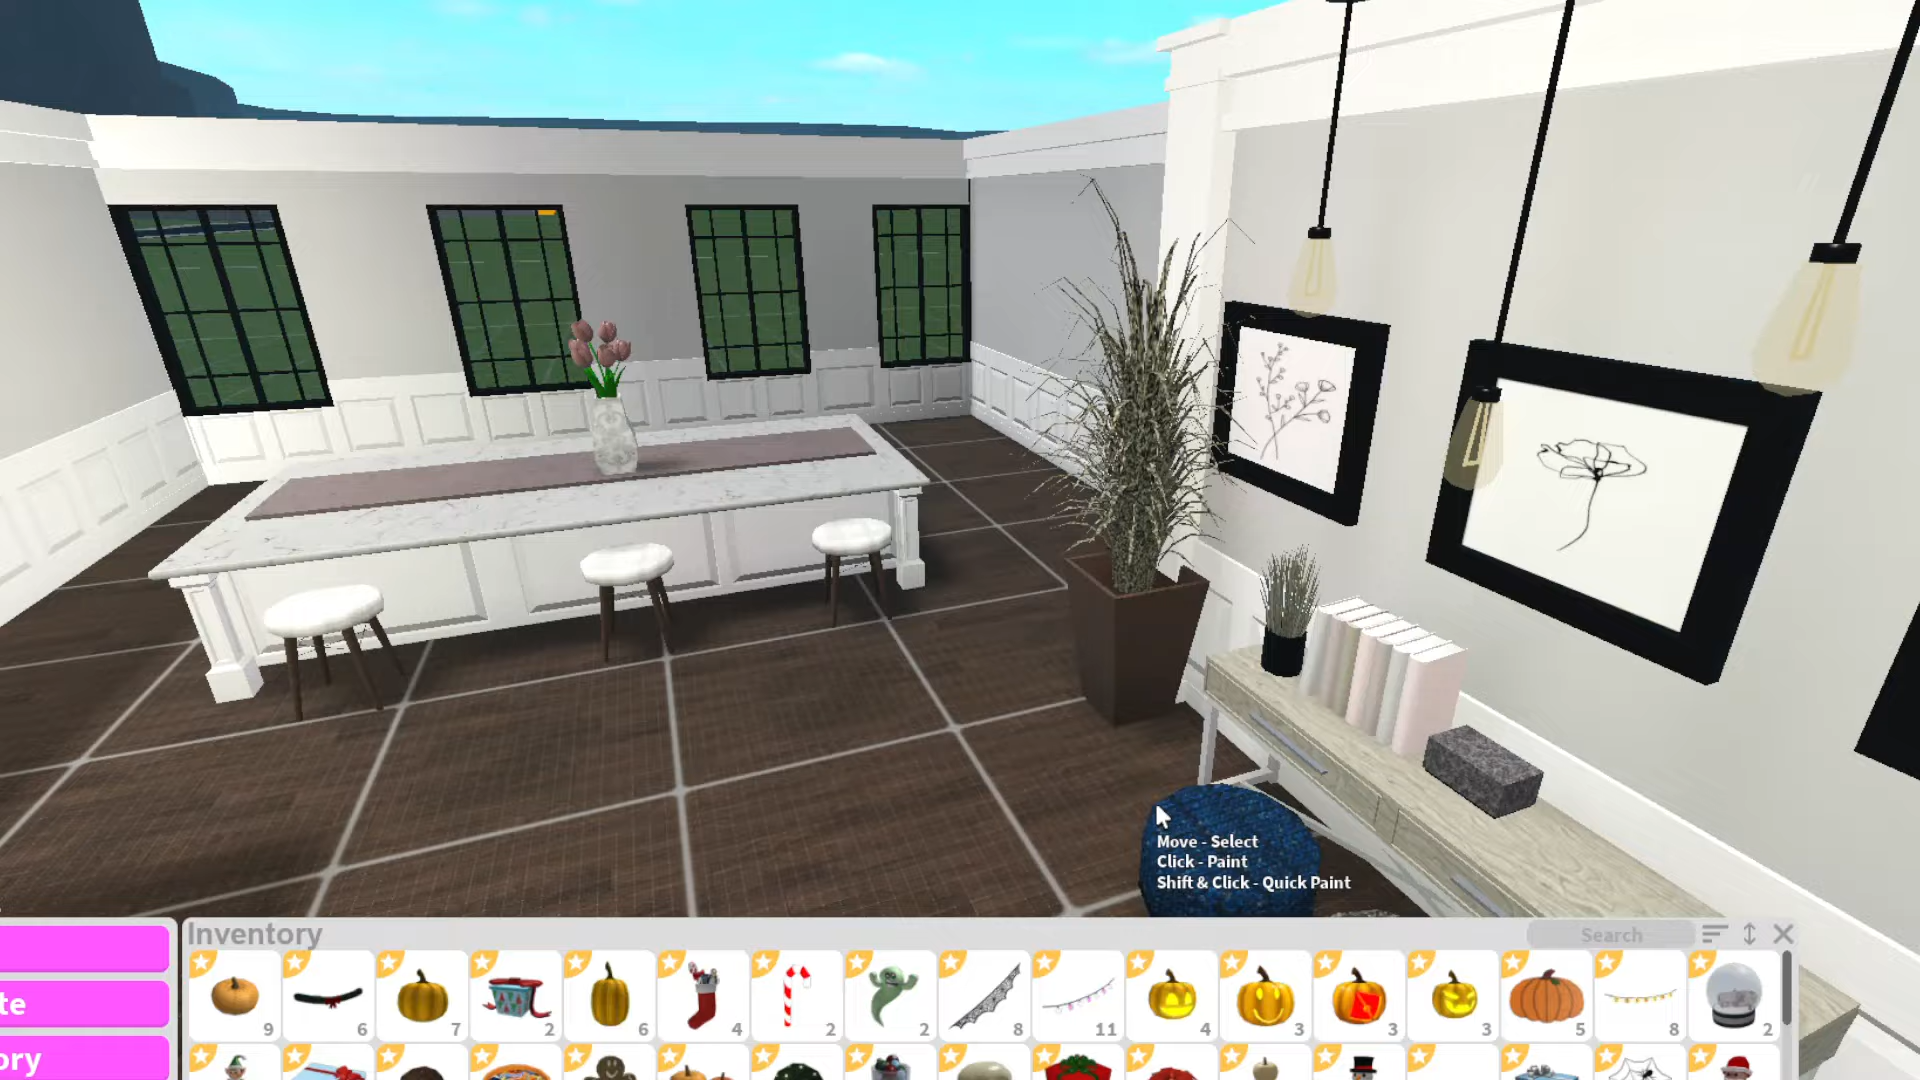 Move - Select
Click - Paint
Shift & Click - Quick Paint
Inventory
Search
te
ory
9 6 7 2 6 4 2 2 8 11 4 3 3 3 5 8 2